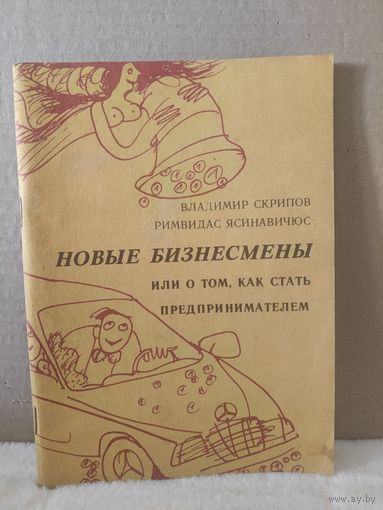 ВЛАДИМИР СКРИПОВ
РИМВИДАС ЯСИНАВИЧЮС
НОВЫЕ БИЗНЕСМЕНЫ
ИЛИ О ТОМ, КАК СТАТЬ
ПРЕДПРИНИМАТЕЛЕМ
www.ay.by